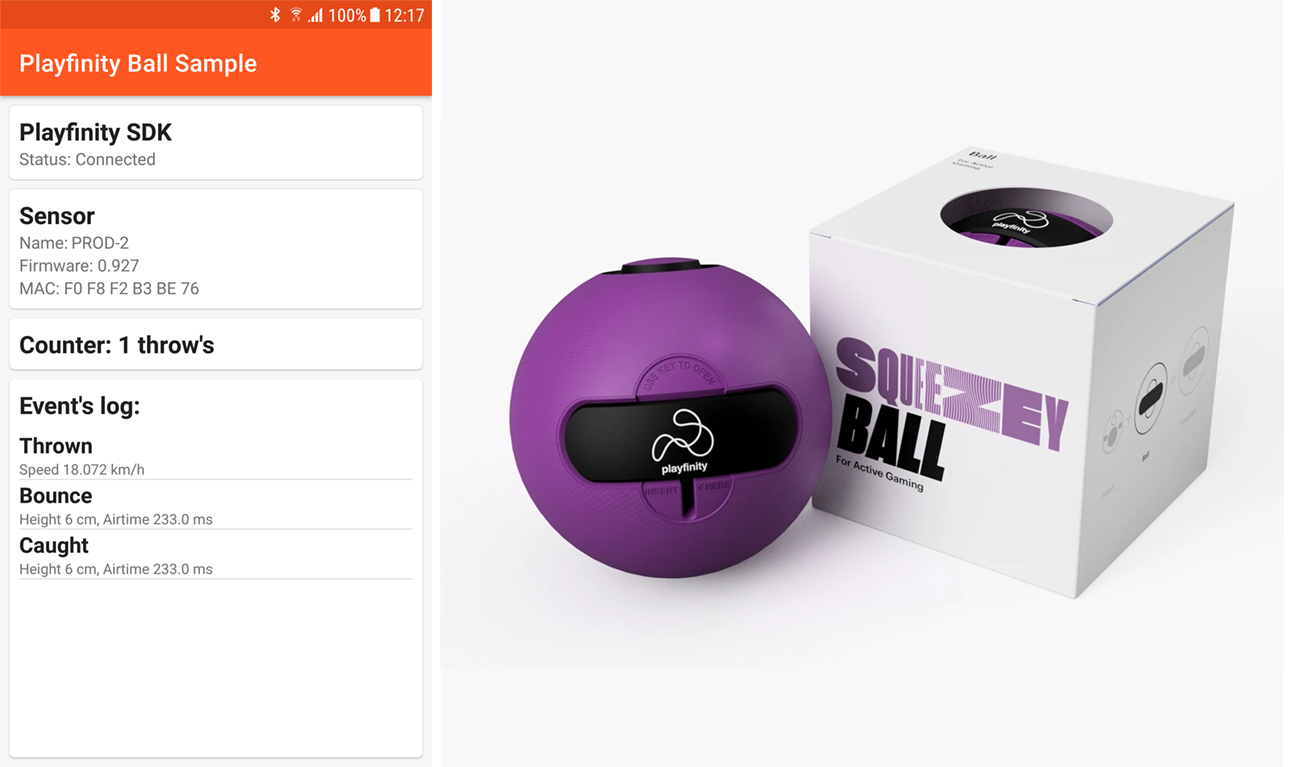 100% 12:17
Playfinity Ball Sample
Playfinity SDK
Status: Connected
Sensor
Name: PROD-2
Firmware: 0.927
MAC: F0 F8 F2 B3 BE 76
Counter: 1 throw's
Event's log:
Thrown
Speed 18.072 km/h
Bounce
Height 6 cm, Airtime 233.0 ms
Caught
Height 6 cm, Airtime 233.0 ms
USE KEY TO OPEN
playfinity
INSERT < HERE
Ball
For Active
Gaming
playfinity
SQUEEZEY
BALL
For Active Gaming
Ball